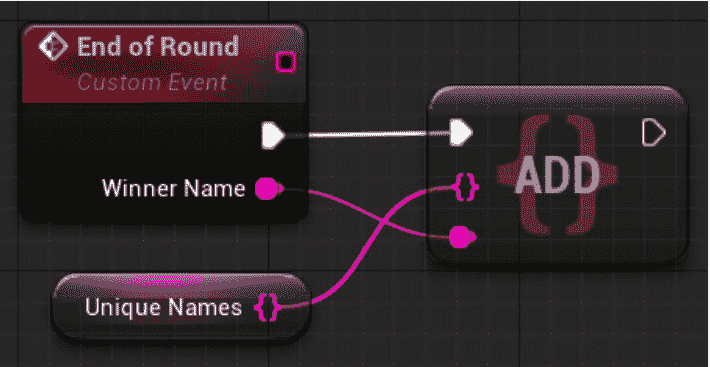 End of Round
Custom Event
Winner Name
Unique Names
ADD